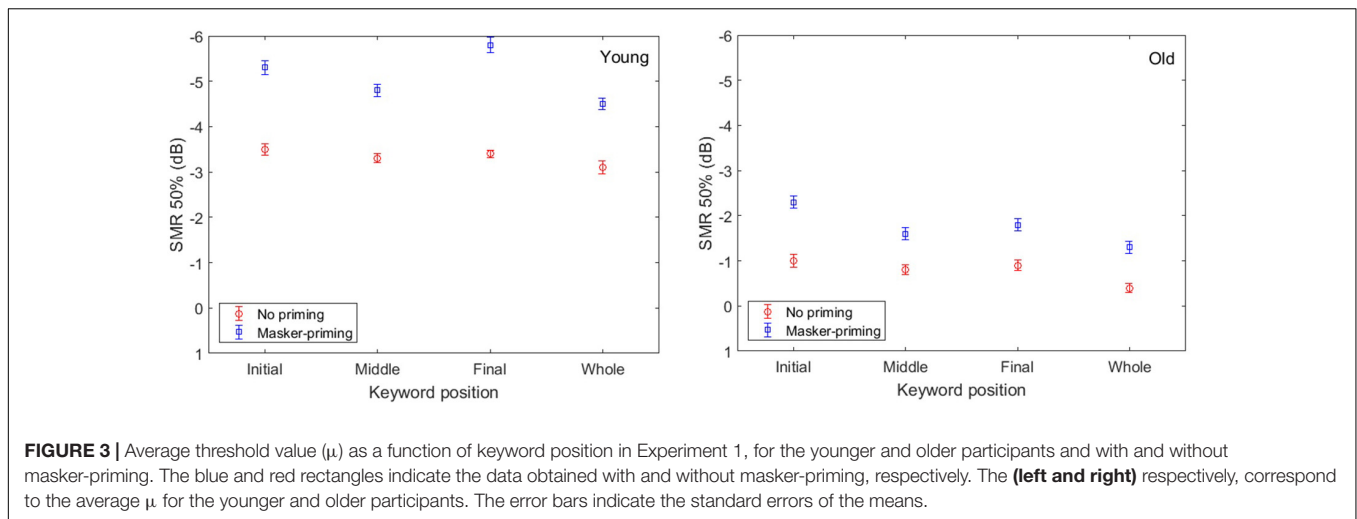 -6
-5
-4
-3
-2
-1
0
1
SMR 50% (dB)
Young
No priming
Masker-priming
Initial Middle Final Whole
Keyword position
-6
-5
-4
-3
-2
-1
0
1
SMR 50% (dB)
Old
No priming
Masker-priming
Initial Middle Final Whole
Keyword position
FIGURE 3 | Average threshold value (μ) as a function of keyword position in Experiment 1, for the younger and older participants and with and without
masker-priming. The blue and red rectangles indicate the data obtained with and without masker-priming, respectively. The (left and right) respectively, correspond
to the average μ for the younger and older participants. The error bars indicate the standard errors of the means.